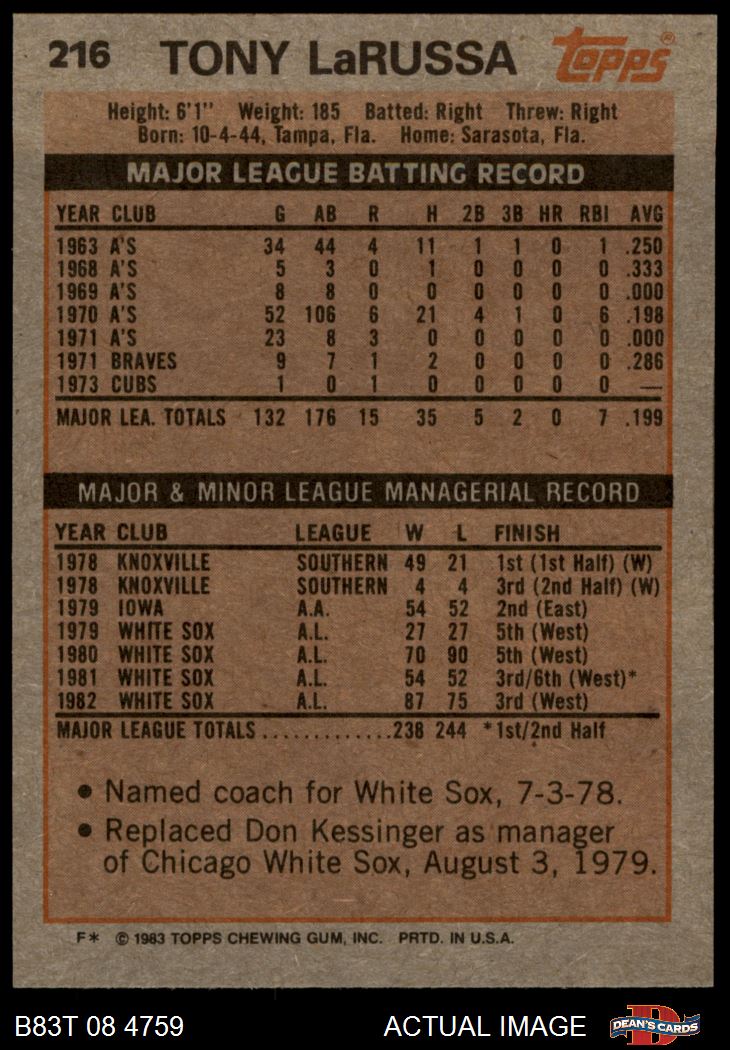 216 TONY LaRUSSA topps®
Height: 6'1" Weight: 185 Batted: Right Threw: Right
Born: 10-4-44, Tampa, Fla. Home: Sarasota, Fla.
MAJOR LEAGUE BATTING RECORD
YEAR CLUB G AB R H 2B 3B HR RBI AVG
1963 A'S 34 44 4 11 1 1 0 1 .250
1968 A'S 5 3 0 1 0 0 0 0 .333
1969 A'S 8 8 0 0 0 0 0 0 .000
1970 A'S 52 106 6 21 4 1 0 6 .198
1971 A'S 23 8 3 0 0 0 0 0 .000
1971 BRAVES 9 7 1 2 0 0 0 0 .286
1973 CUBS 1 0 1 0 0 0 0 0 —
MAJOR LEA. TOTALS 132 176 15 35 5 2 0 7 .199
MAJOR & MINOR LEAGUE MANAGERIAL RECORD
YEAR CLUB LEAGUE W L FINISH
1978 KNOXVILLE SOUTHERN 49 21 1st (1st Half) (W)
1978 KNOXVILLE SOUTHERN 4 4 3rd (2nd Half) (W)
1979 IOWA A.A. 54 52 2nd (East)
1979 WHITE SOX A.L. 27 27 5th (West)
1980 WHITE SOX A.L. 70 90 5th (West)
1981 WHITE SOX A.L. 54 52 3rd/6th (West)*
1982 WHITE SOX A.L. 87 75 3rd (West)
MAJOR LEAGUE TOTALS.............238 244 *1st/2nd Half
• Named coach for White Sox, 7-3-78.
• Replaced Don Kessinger as manager
of Chicago White Sox, August 3, 1979.
F* © 1983 TOPPS CHEWING GUM, INC. PRTD. IN U.S.A.
B83T 08 4759 ACTUAL IMAGE D DEAN'S CARDS